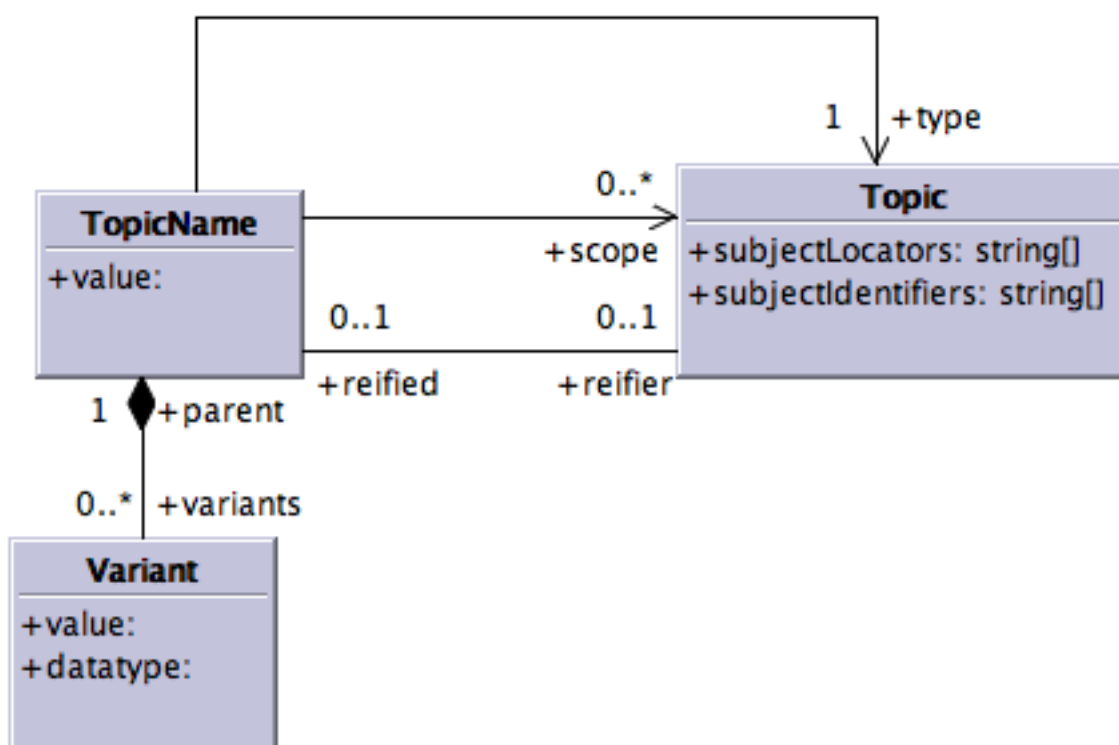 1 +type
TopicName
+value:
0..*
+scope
Topic
+subjectLocators: string[]
+subjectIdentifiers: string[]
0..1 0..1
+reified +reifier
1 +parent
0..* +variants
Variant
+value:
+datatype: